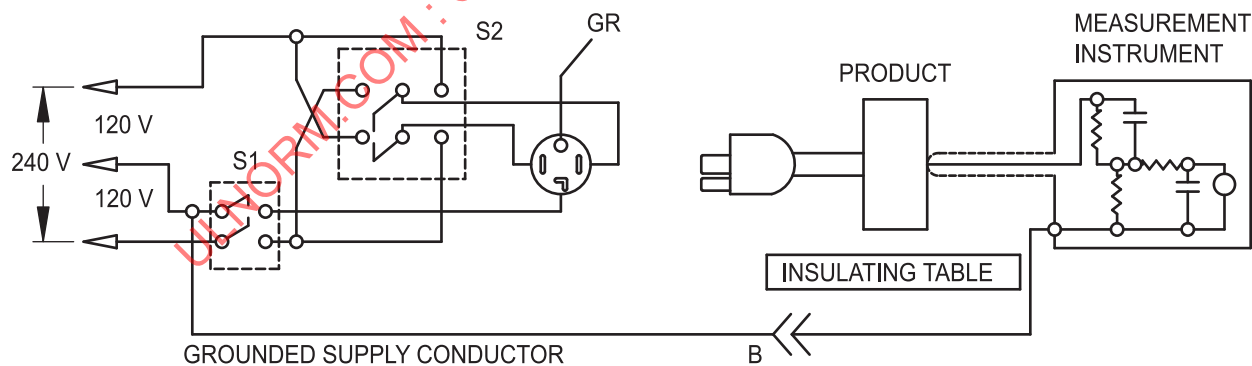 S2
GR
MEASUREMENT
INSTRUMENT
PRODUCT
120 V
240 V
S1
120 V
INSULATING TABLE
GROUNDED SUPPLY CONDUCTOR
B
ULNORM.COM :